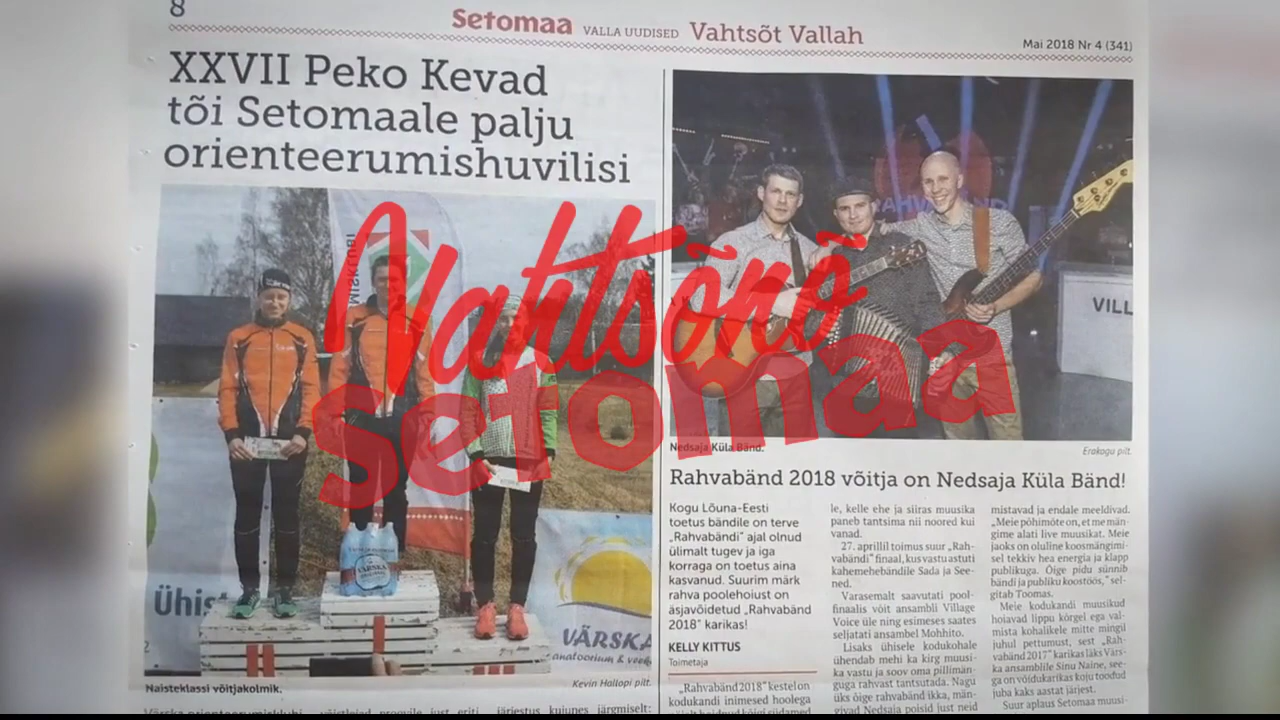 8
Setomaa VALLA UUDISED Vahtsõt Vallah
Mai 2018 Nr 4 (341)
XXVII Peko Kevad
tõi Setomaale palju
orienteerumishuvilisi
Ühis
VÄRSKA
VÄRSKA
anatoorium &
Naisteklassi võitjakolmik.
Kevin Hallopi pilt.
Vahtsõnõ
setomaa
RAHVABÄND
VILL
Nedsaja Küla Bänd.
Erakogu pilt.
Rahvabänd 2018 võitja on Nedsaja Küla Bänd!
Kogu Lõuna-Eesti
toetus bändile on terve
„Rahvabändi” ajal olnud
ülimalt tugev ja iga
korraga on toetus aina
kasvanud. Suurim märk
rahva poolehoiust on
äsjavõidetud „Rahvabänd
2018” karikas!
KELLY KITTUS
Toimetaja
„Rahvabänd 2018” kestel on
kodukandi inimesed hoolega
le, kelle ehe ja siiras muusika
paneb tantsima nii noored kui
vanad.
27. aprillil toimus suur „Rah-
vabändi” finaal, kus vastu astuti
kahemehebändile Sada ja See-
ned.
Varasemalt saavutati pool-
finaalis võit ansambli Village
Voice üle ning esimeses saates
seljatati ansambel Mohhito.
Lisaks ühisele kodukohale
ühendab mehi ka kirg muusi-
ka vastu ja soov oma pillimän-
guga rahvast tantsutada. Nagu
üks õige rahvabänd ikka, män-
givad Nedsaja poisid just neid
mistavad ja endale meeldivad.
„Meie põhimõte on, et me män-
gime alati live muusikat. Meie
jaoks on oluline koosmängimi-
sel tekkiv hea energia ja klapp
publikuga. Õige pidu sünnib
bändi ja publiku koostöös,” sel-
gitab Toomas.
Meie kodukandi muusikud
hoiavad lippu kõrgel ega val-
mista kohalikele mitte mingil
juhul pettumust, sest „Rah-
vabänd 2017” karikas läks Värs-
ka ansamblile Sinu Naine, see-
ga on võidukarikas koju toodud
juba kaks aastat järjest.
Suur aplaus Setomaa muusi-